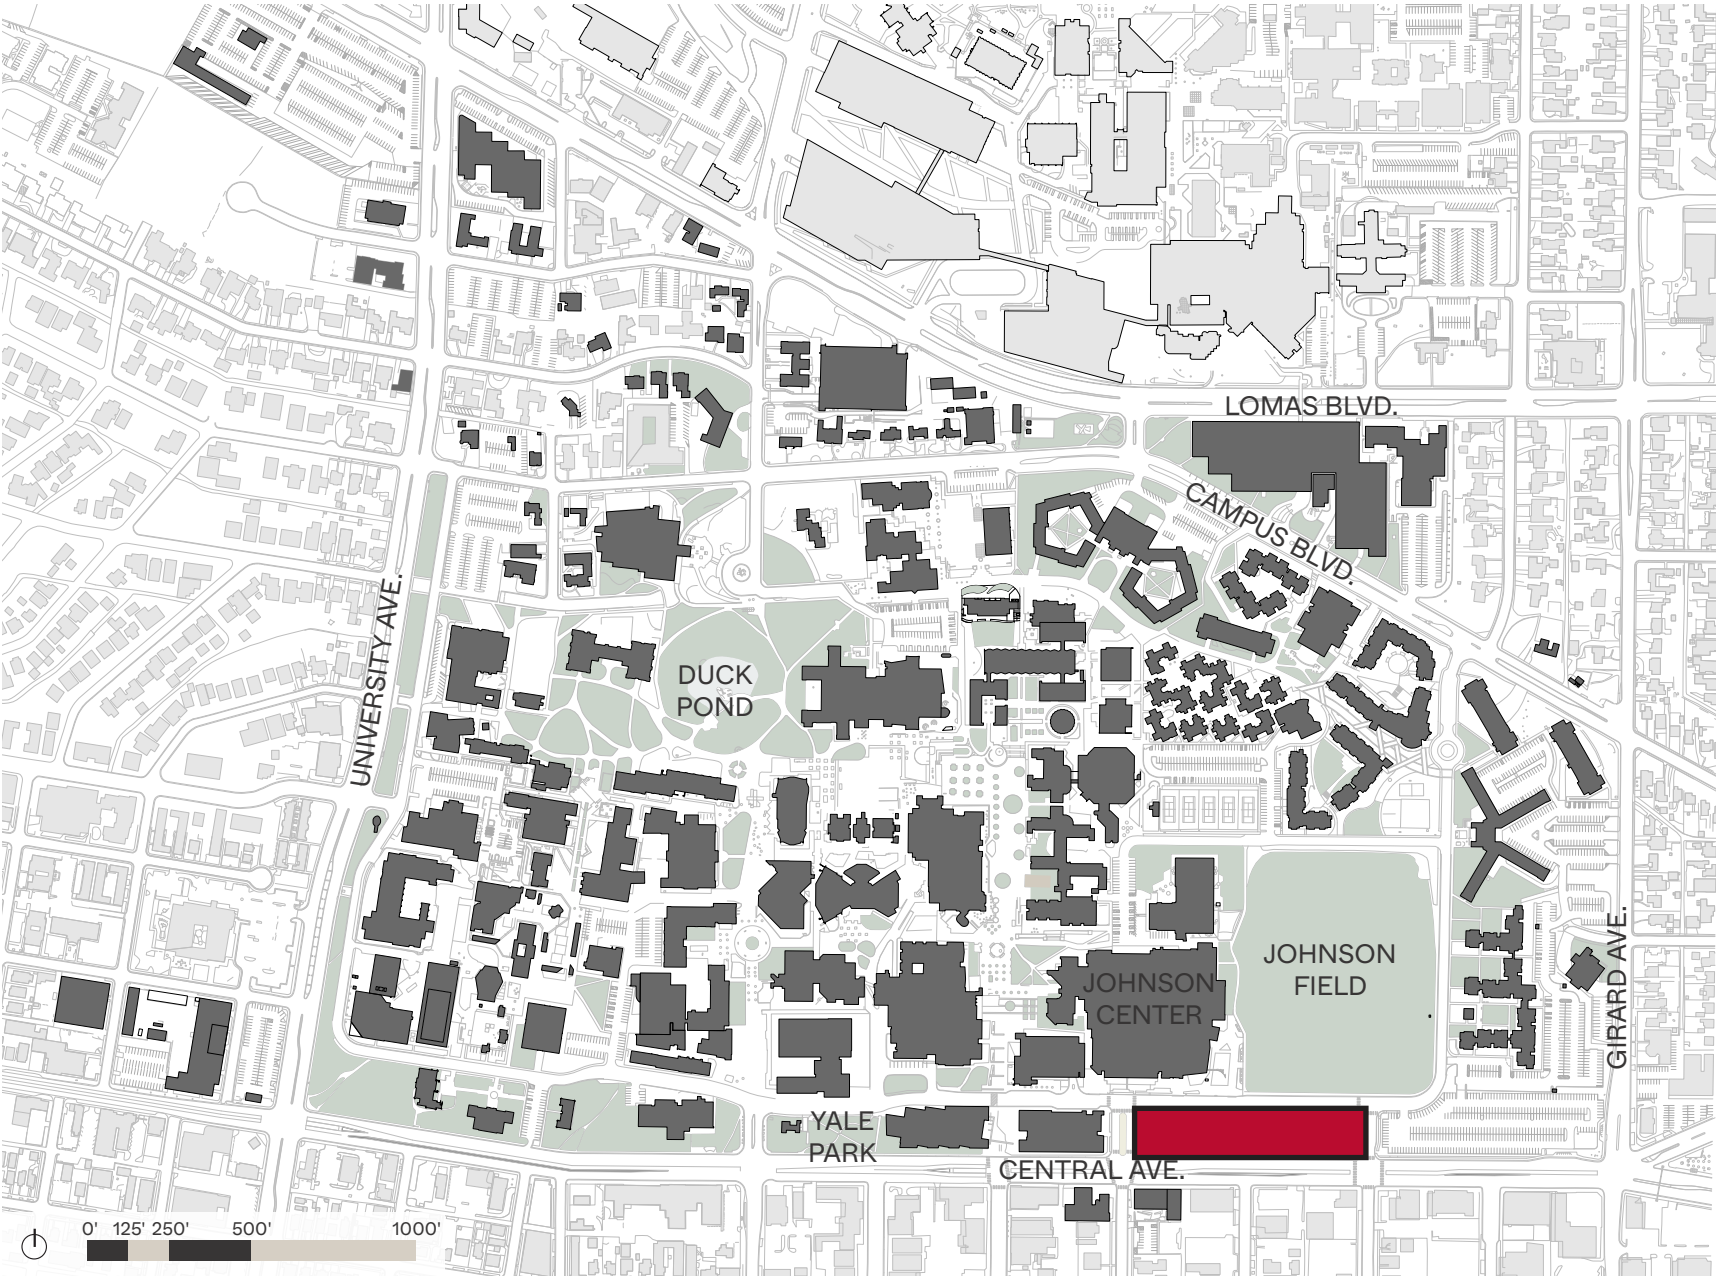 LOMAS BLVD.
CAMPUS BLVD.
UNIVERSITY AVE.
DUCK
POND
JOHNSON
FIELD
JOHNSON
CENTER
GIRARD AVE.
YALE
PARK
CENTRAL AVE.
0' 125' 250' 500' 1000'